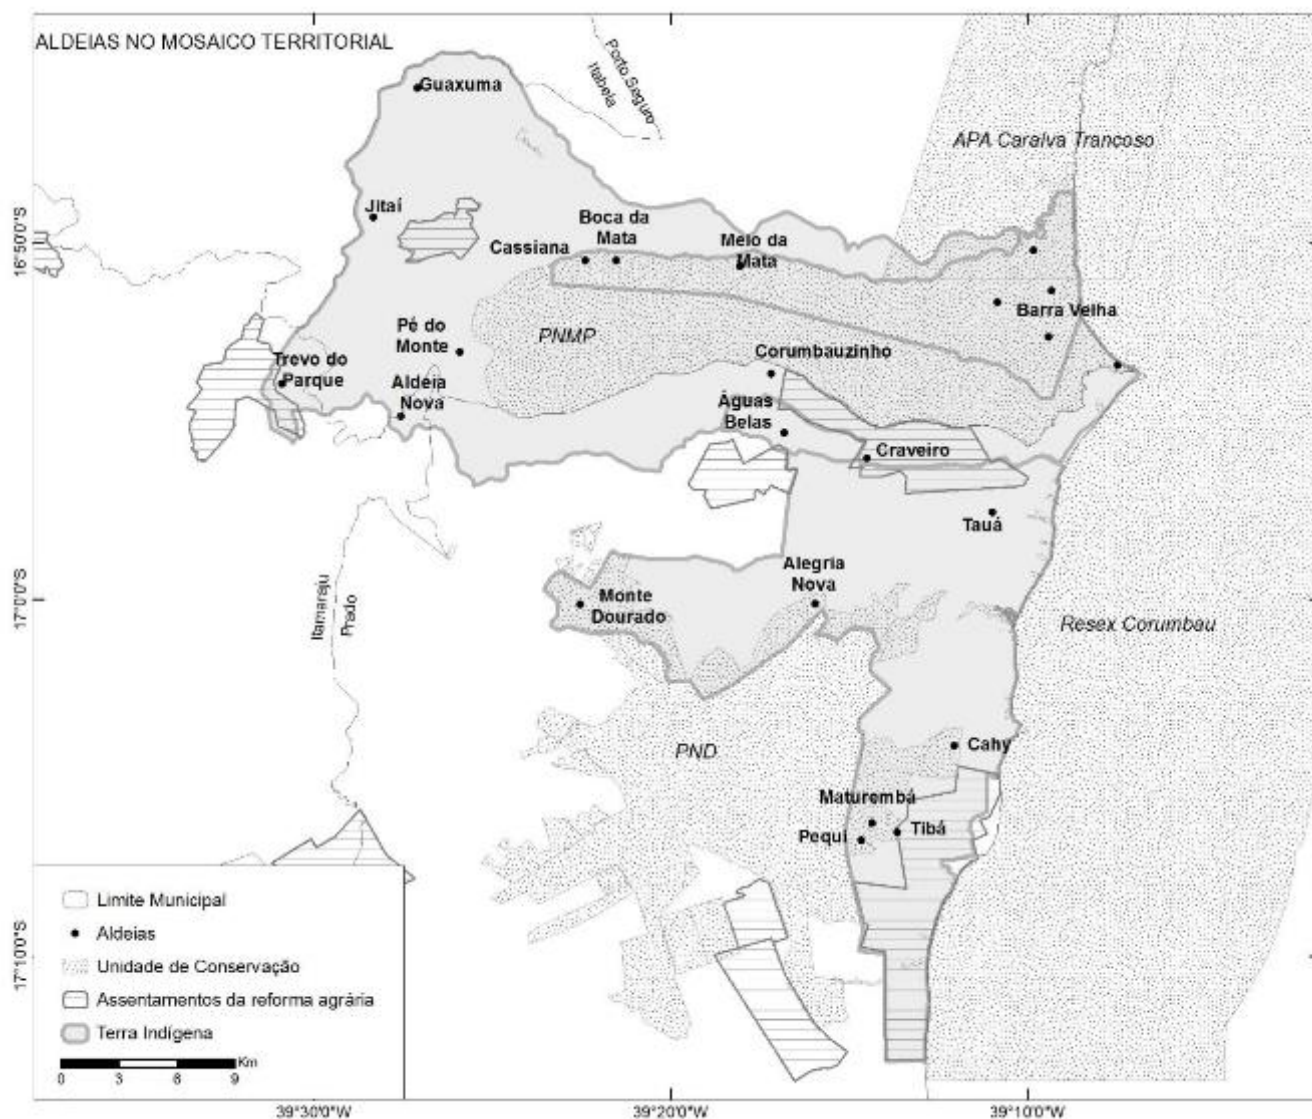 ALDEIAS NO MOSAICO TERRITORIAL
Porto Seguro
Itabela
Guaxuma
APA Caraíva Trancoso
Jitaí
Boca da
Mata
Cassiana
Meio da
Mata
16°50'0"S
Barra Velha
Pé do
Monte
PNMP
Trevo do
Parque
Corumbauzinho
Aldeia
Nova
Águas
Belas
Craveiro
Tauá
Alegria
Nova
Monte
Dourado
17°0'0"S
Itamaraju
Prado
Resex Corumbau
PND
Cahy
Maturembá
Pequi
Tibá
17°10'0"S
Limite Municipal
Aldeias
Unidade de Conservação
Assentamentos da reforma agrária
Terra Indígena
Km
0 3 6 9
39°30'0"W 39°20'0"W 39°10'0"W